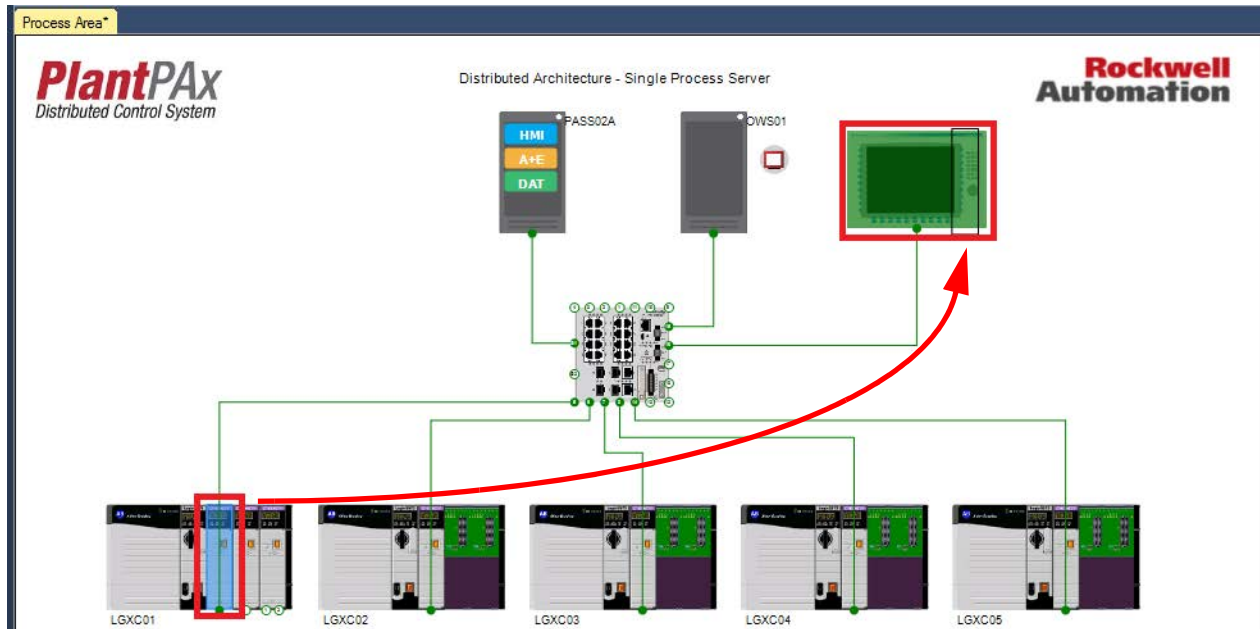 Process Area*
PlantPAx
Distributed Control System
Distributed Architecture - Single Process Server
Rockwell
Automation
PASS02A
OWS01
HMI
A+E
DAT
LGXC01
LGXC02
LGXC03
LGXC04
LGXC05